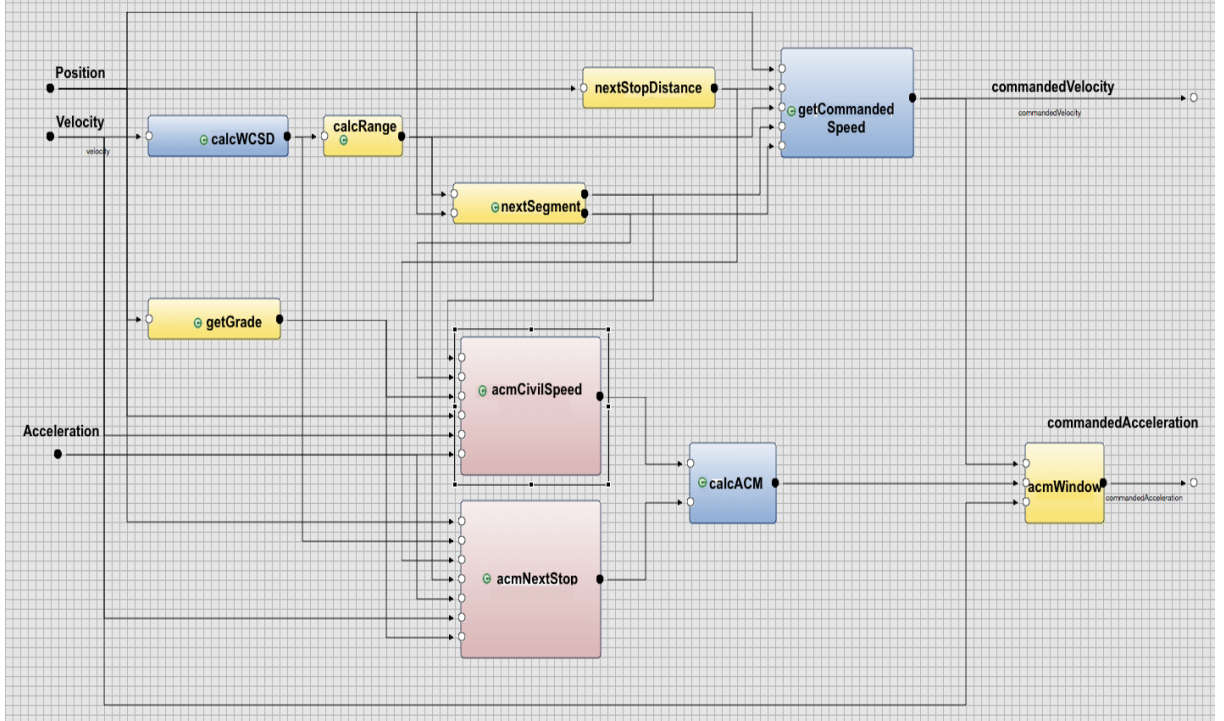 Position
nextStopDistance
commandedVelocity
commandedVelocity
getCommanded
Speed
Velocity
velocity
calcWCSD
calcRange
nextSegment
getGrade
acmCivilSpeed
Acceleration
commandedAcceleration
calcACM
acmWindow
commandedAcceleration
acmNextStop